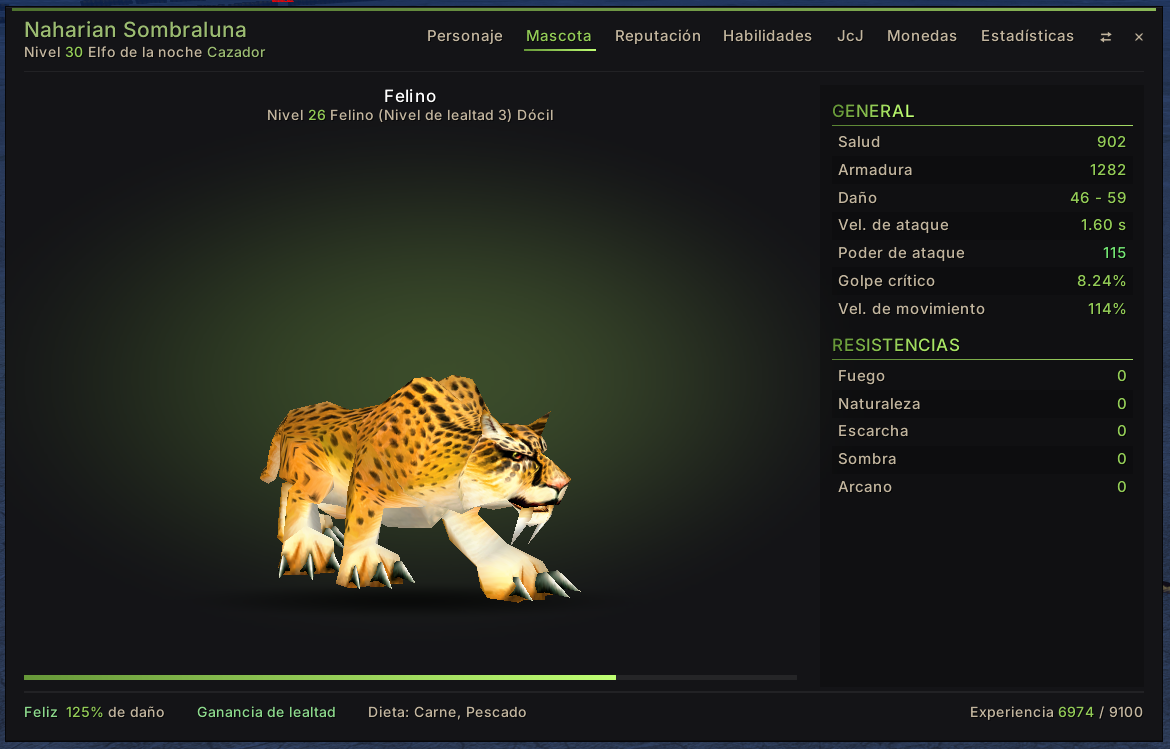 Naharian Sombraluna
Nivel 30 Elfo de la noche Cazador
Personaje Mascota Reputación Habilidades JcJ Monedas Estadísticas
Felino
Nivel 26 Felino (Nivel de lealtad 3) Dócil
GENERAL
Salud 902
Armadura 1282
Daño 46 - 59
Vel. de ataque 1.60 s
Poder de ataque 115
Golpe crítico 8.24%
Vel. de movimiento 114%
RESISTENCIAS
Fuego 0
Naturaleza 0
Escarcha 0
Sombra 0
Arcano 0
Feliz 125% de daño Ganancia de lealtad Dieta: Carne, Pescado Experiencia 6974 / 9100